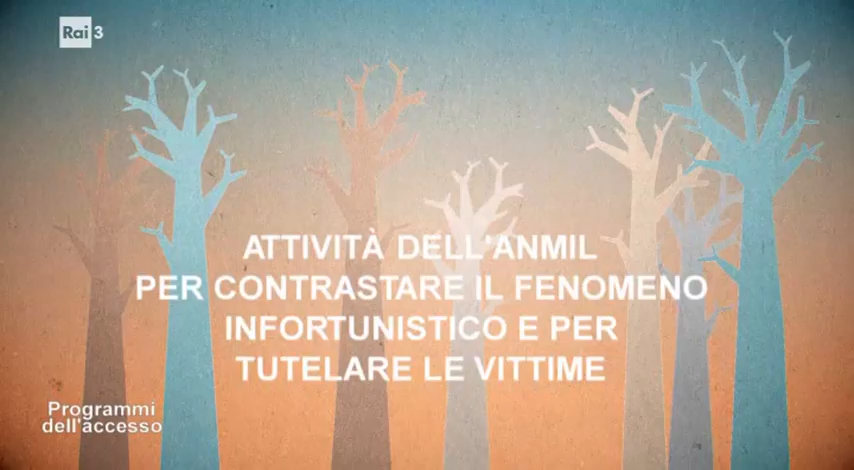 Rai 3
ATTIVITÀ DELL'ANMIL
PER CONTRASTARE IL FENOMENO
INFORTUNISTICO E PER
TUTELARE LE VITTIME
Programmi
dell'accesso